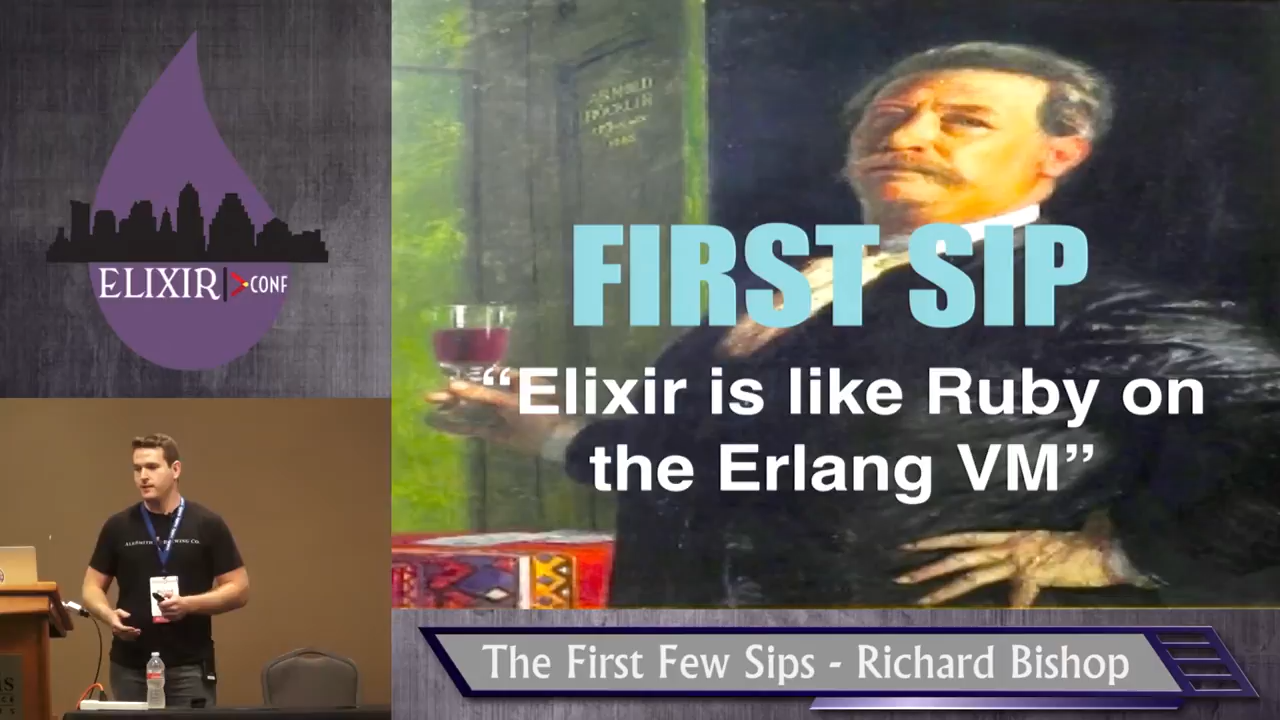 ELIXIR CONF
FIRST SIP
“Elixir is like Ruby on
the Erlang VM”
The First Few Sips - Richard Bishop